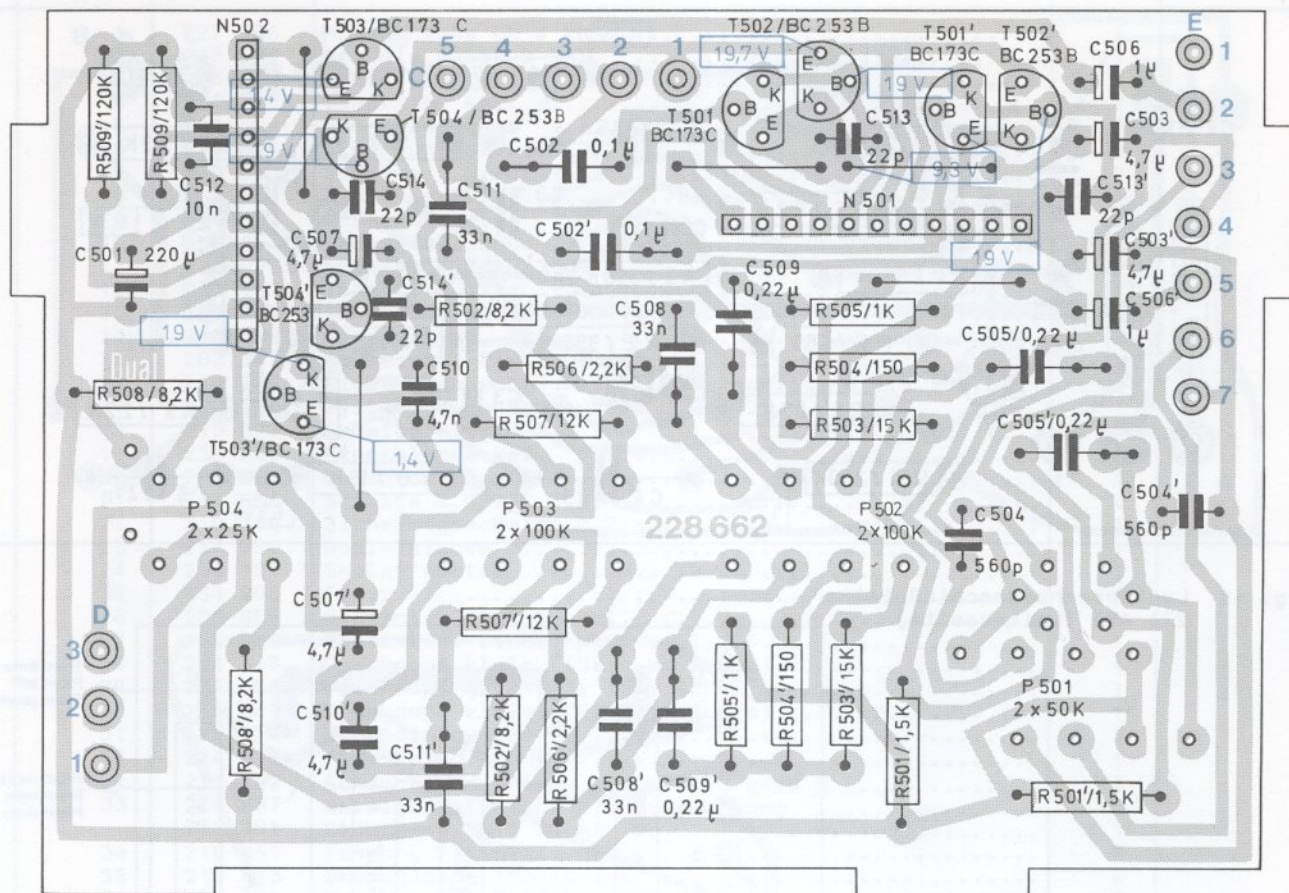 N502
T503/BC173 C
T502/BC253B
T501'
BC173C
T502'
BC253B
E
C506
1µ
1
5
4
3
2
1
C
19,7 V
19 V
E
B
K
E
B
K
K
B
E
K
B
E
E
B
K
R509'/120K
R509/120K
1,4 V
T504/BC253B
K
E
B
9 V
C512
10n
C514
22p
C511
33n
C502
0,1µ
T501
BC173C
C513
22p
9,3 V
2
C503
4,7µ
3
C513'
22p
N501
4
C501
220µ
C507
4,7µ
C502'
0,1µ
19 V
C503'
4,7µ
5
T504'
BC253
E
B
K
C514'
22p
R502/8,2K
C508
33n
C509
0,22µ
R505/1K
C506'
1µ
6
19 V
Dual
K
B
E
R508/8,2K
C510
4,7n
R506/2,2K
R504/150
C505/0,22µ
7
R507/12K
R503/15K
C505'/0,22µ
T503'/BC173C
1,4 V
P504
2x25K
P503
2x100K
228 662
P502
2x100K
C504
560p
C504'
560p
D
3
2
1
C507'
4,7µ
R507'/12K
R508'/8,2K
C510'
4,7µ
C511'
33n
R502'/8,2K
R506'/2,2K
C508'
33n
C509'
0,22µ
R505'/1K
R504'/150
R503'/15K
R501/1,5K
P501
2x50K
R501'/1,5K